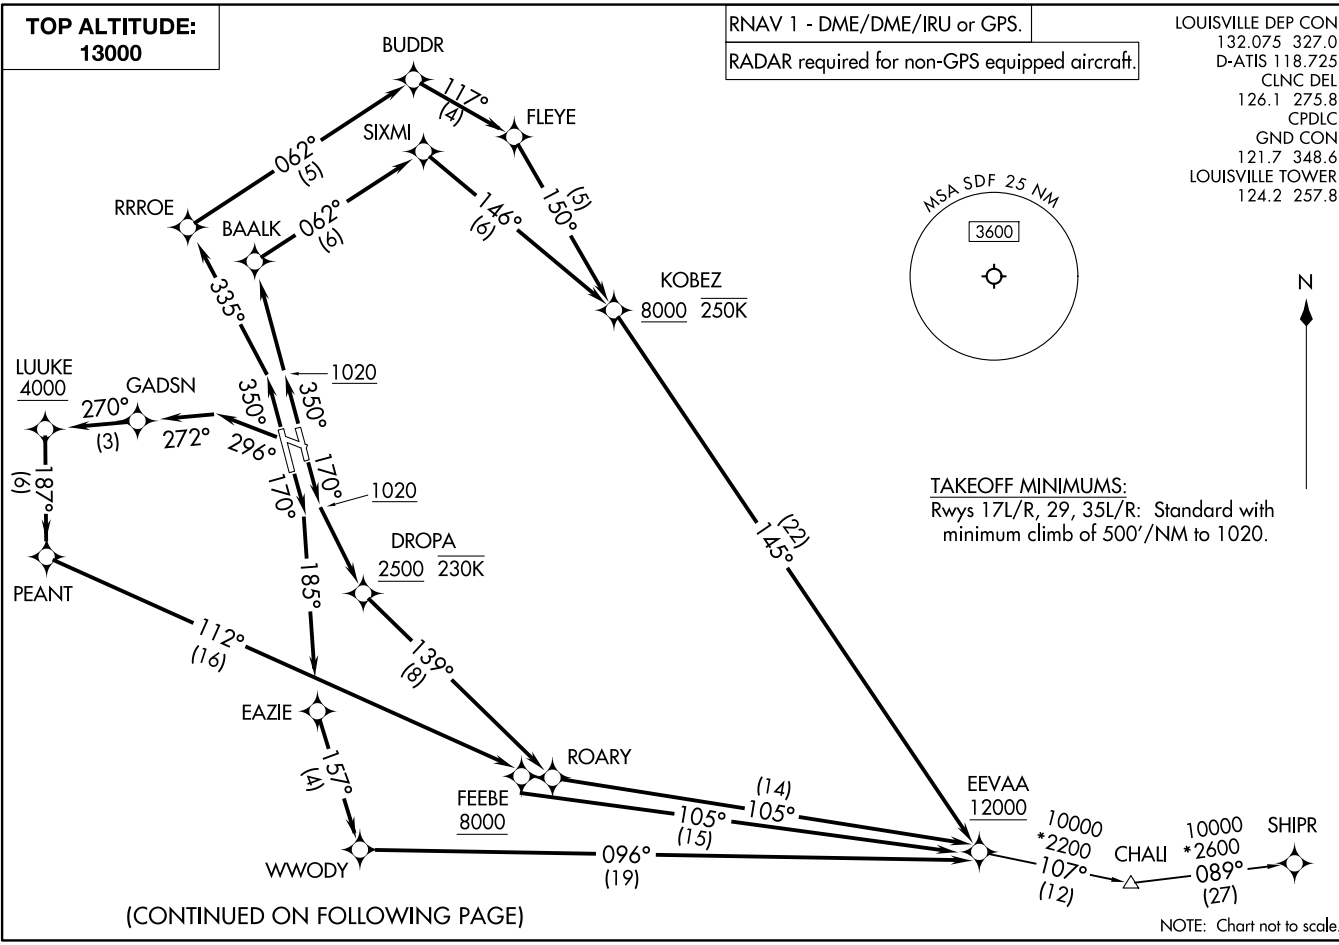 TOP ALTITUDE:
13000
RNAV 1 - DME/DME/IRU or GPS.
RADAR required for non-GPS equipped aircraft.
LOUISVILLE DEP CON
132.075 327.0
D-ATIS 118.725
CLNC DEL
126.1 275.8
CPDLC
GND CON
121.7 348.6
LOUISVILLE TOWER
124.2 257.8
BUDDR
117°
(4)
FLEYE
SIXMI
062°
(5)
RRROE
BAALK
062°
(6)
146°
(6)
(5)
150°
MSA SDF 25 NM
3600
N
KOBEZ
8000 250K
335°
LUUKE
4000
GADSN
1020
270°
(3)
272°
296°
350°
350°
187°
(6)
170°
170°
1020
(22)
145°
TAKEOFF MINIMUMS:
Rwys 17L/R, 29, 35L/R: Standard with
minimum climb of 500'/NM to 1020.
DROPA
2500 230K
PEANT
185°
112°
(16)
139°
(8)
EAZIE
157°
(4)
ROARY
FEEBE
8000
(14)
105°
105°
(15)
EEVAA
12000
10000
*2200
107°
(12)
CHALI
10000
*2600
089°
(27)
SHIPR
WWODY
096°
(19)
(CONTINUED ON FOLLOWING PAGE)
NOTE: Chart not to scale.